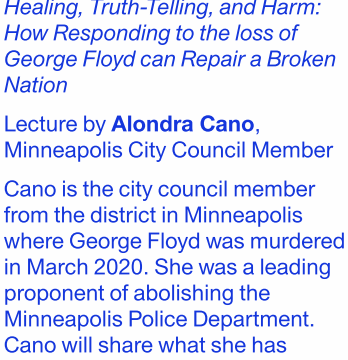 Healing, Truth-Telling, and Harm:
How Responding to the loss of
George Floyd can Repair a Broken
Nation
Lecture by Alondra Cano,
Minneapolis City Council Member
Cano is the city council member
from the district in Minneapolis
where George Floyd was murdered
in March 2020. She was a leading
proponent of abolishing the
Minneapolis Police Department.
Cano will share what she has